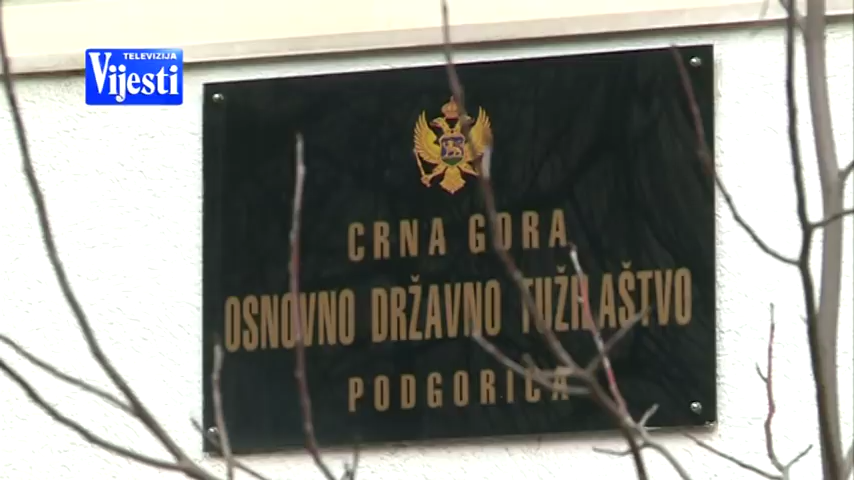 TELEVIZIJA
Vijesti
CRNA GORA
OSNOVNO DRŽAVNO TUŽILAŠTVO
PODGORICA